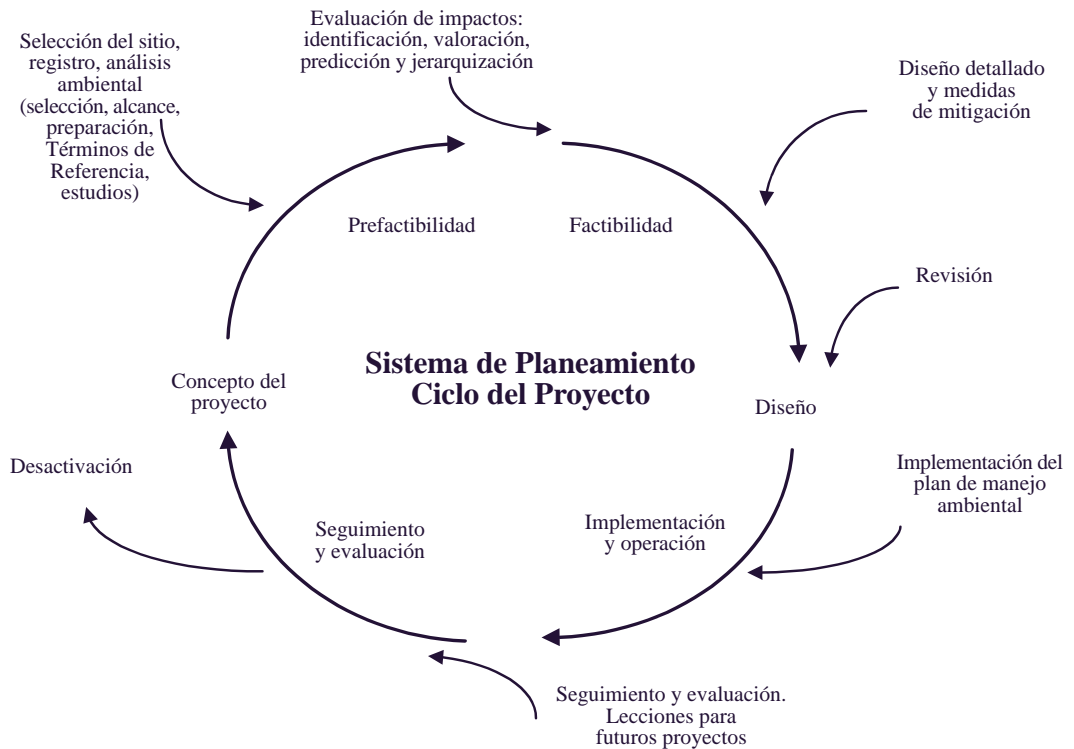 Evaluación de impactos:
identificación, valoración,
predicción y jerarquización
Selección del sitio,
registro, análisis
ambiental
(selección, alcance,
preparación,
Términos de
Referencia,
estudios)
Diseño detallado
y medidas
de mitigación
Prefactibilidad
Factibilidad
Revisión
Sistema de Planeamiento
Ciclo del Proyecto
Concepto del
proyecto
Diseño
Desactivación
Implementación del
plan de manejo
ambiental
Seguimiento
y evaluación
Implementación
y operación
Seguimiento y evaluación.
Lecciones para
futuros proyectos